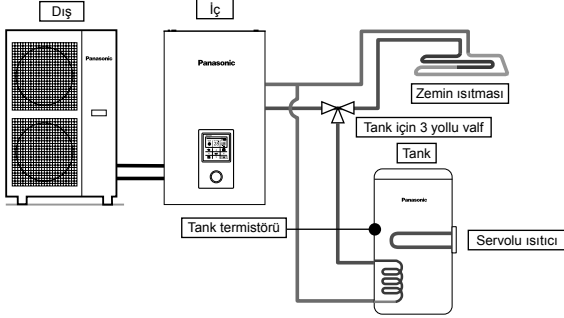 Dış
İç
Panasonic
Panasonic
Zemin ısıtması
Tank için 3 yollu valf
Tank
Panasonic
Tank termistörü
Servolu ısıtıcı